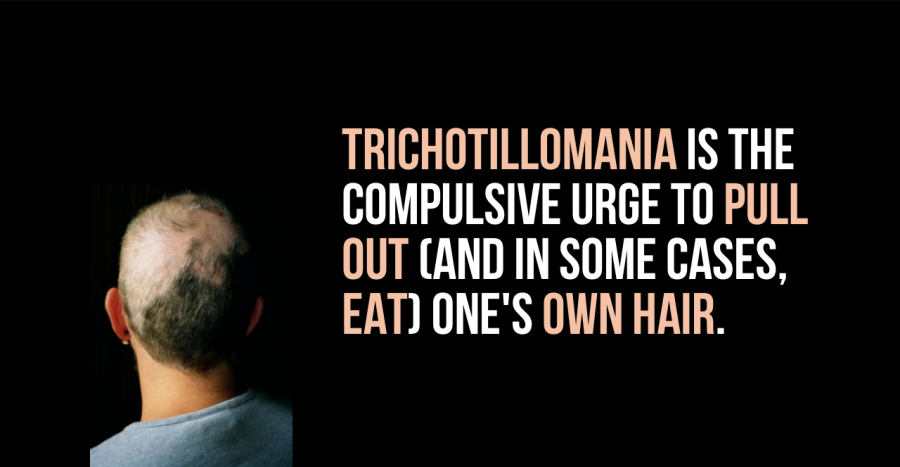 TRICHOTILLOMANIA IS THE
COMPULSIVE URGE TO PULL
OUT (AND IN SOME CASES,
EAT) ONE'S OWN HAIR.